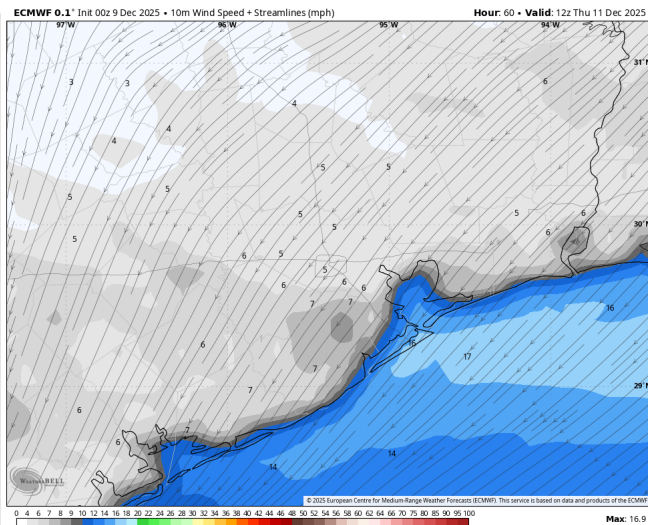 ECMWF 0.1° Init 00z 9 Dec 2025 • 10m Wind Speed + Streamlines (mph) Hour: 60 • Valid: 12z Thu 11 Dec 2025
97°W 96°W 95°W 94°W
31°N
3 3 6
4
4
4
5 5
5
5
5 5 6
30°N
5 5 6
6 5
5
6 6 6
7 7
16
7 16
6 17
29°N
7
6
7
6
14
14
WeatherBELL
© 2025 European Centre for Medium-Range Weather Forecasts (ECMWF). This service is based on data and products of the ECMWF
0 4 6 7 8 9 10 12 14 16 18 20 22 24 26 28 30 32 34 36 38 40 42 44 46 48 50 52 54 56 58 60 62 64 66 68 70 75 80 85 90 95 100
Max: 16.9